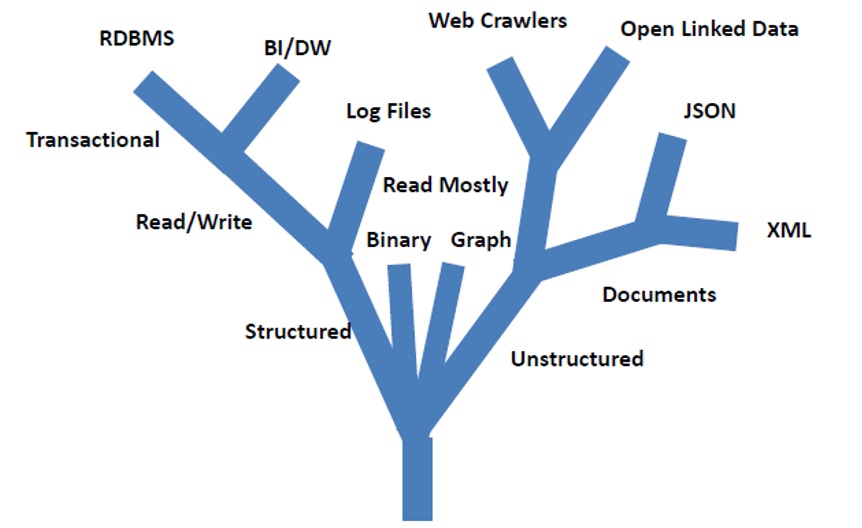 Web Crawlers
Open Linked Data
RDBMS
BI/DW
Log Files
JSON
Transactional
Read Mostly
Read/Write
Binary
Graph
XML
Documents
Structured
Unstructured